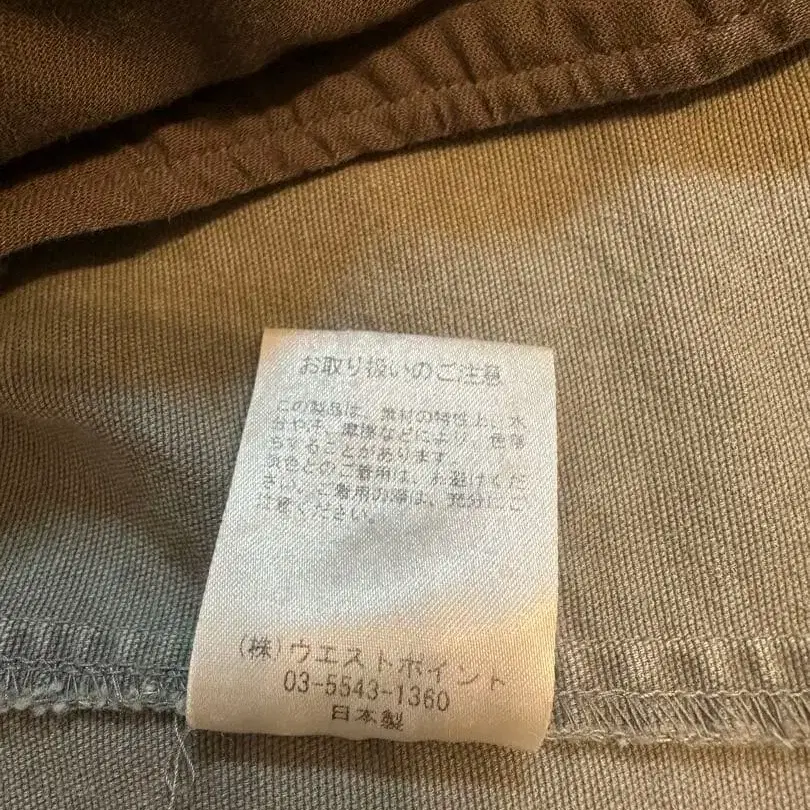 お取り扱いのご注意
この製品は、素材の特性上、水
分や汗、摩擦などにより、色落
ちすることがあります。
淡色とのご着用は、お避けくだ
さい。ご着用の際は、充分にご
注意ください。
(株)ウエストポイント
03-5543-1360
日本製